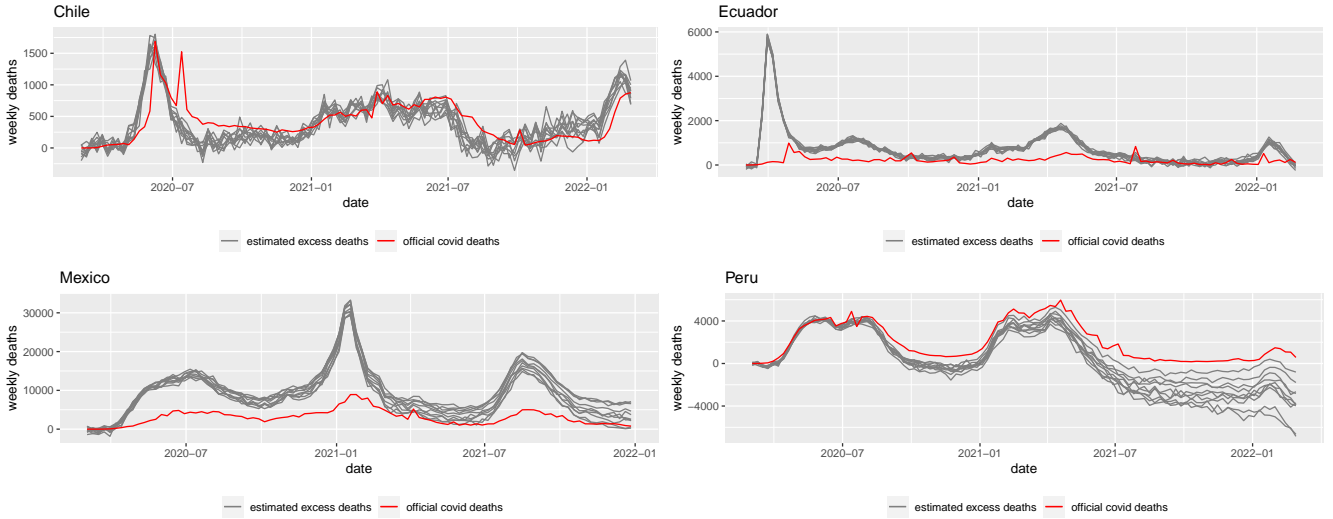 Chile
weekly deaths
1500
1000
500
0
2020−07
2021−01
2021−07
2022−01
date
estimated excess deaths
official covid deaths
Ecuador
weekly deaths
6000
4000
2000
0
2020−07
2021−01
2021−07
2022−01
date
estimated excess deaths
official covid deaths
Mexico
weekly deaths
30000
20000
10000
0
2020−07
2021−01
2021−07
2022−01
date
estimated excess deaths
official covid deaths
Peru
weekly deaths
4000
0
−4000
2020−07
2021−01
2021−07
2022−01
date
estimated excess deaths
official covid deaths